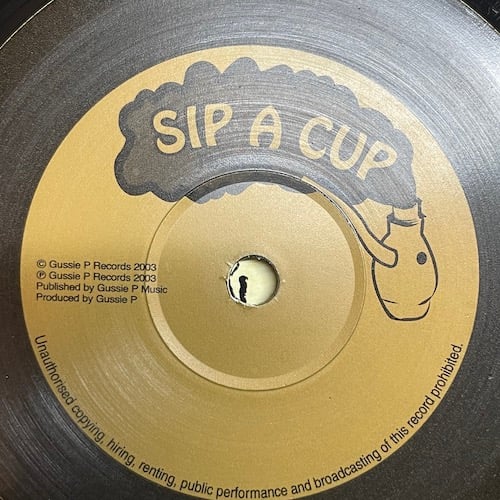 SIP A CUP
© Gussie P Records 2003
℗ Gussie P Records 2003
Published by Gussie P Music
Produced by Gussie P
Unauthorised copying, hiring, renting, public performance and broadcasting of this record prohibited.